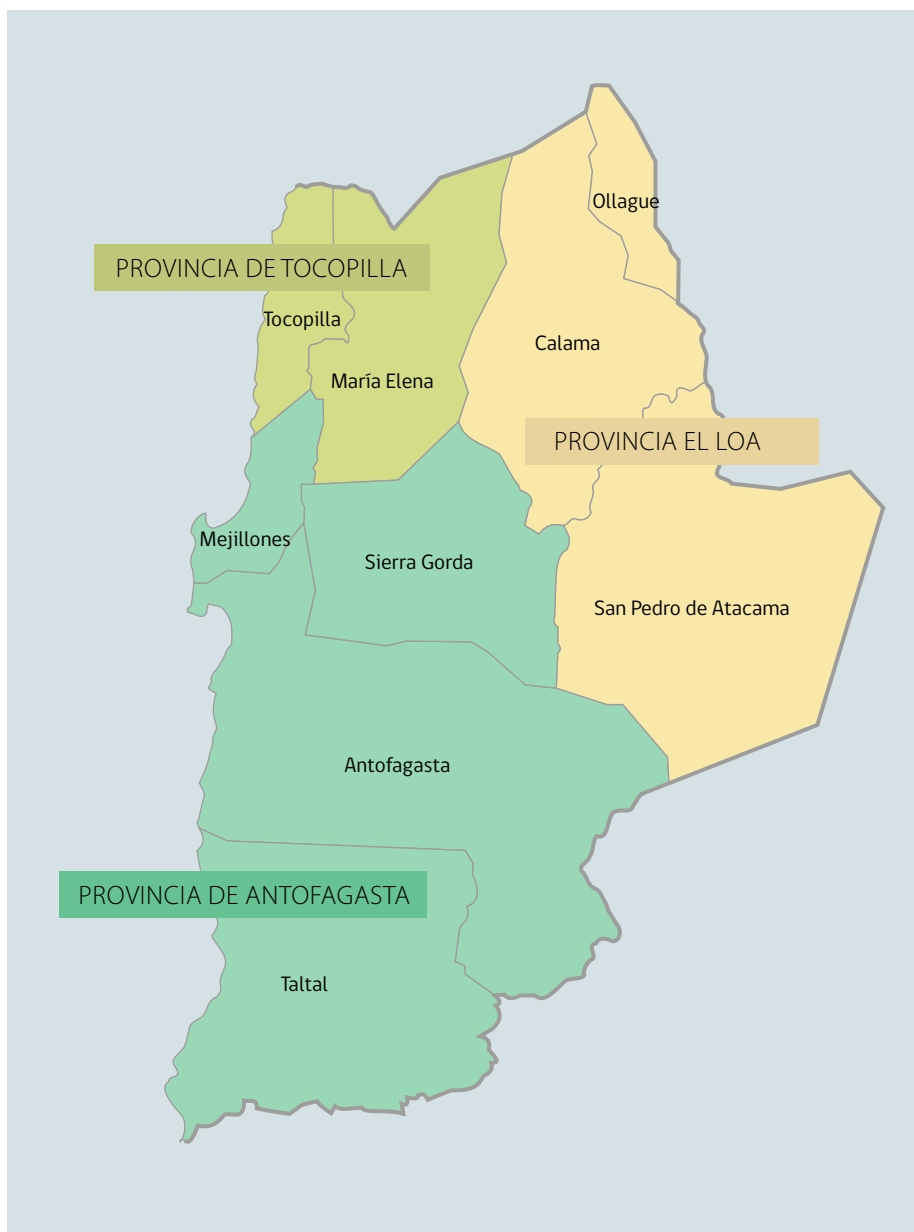 Ollague
PROVINCIA DE TOCOPILLA
Tocopilla
Calama
María Elena
PROVINCIA EL LOA
Mejillones
Sierra Gorda
San Pedro de Atacama
Antofagasta
PROVINCIA DE ANTOFAGASTA
Taltal